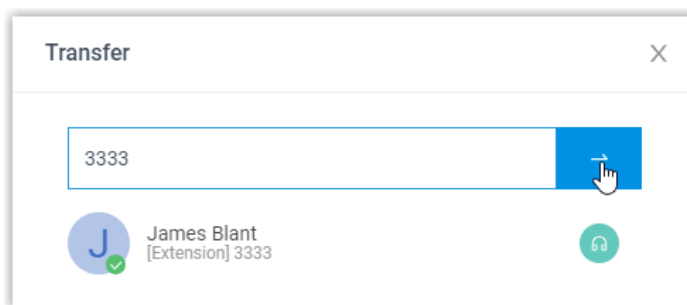 Transfer
X
3333
J
James Blant
[Extension] 3333